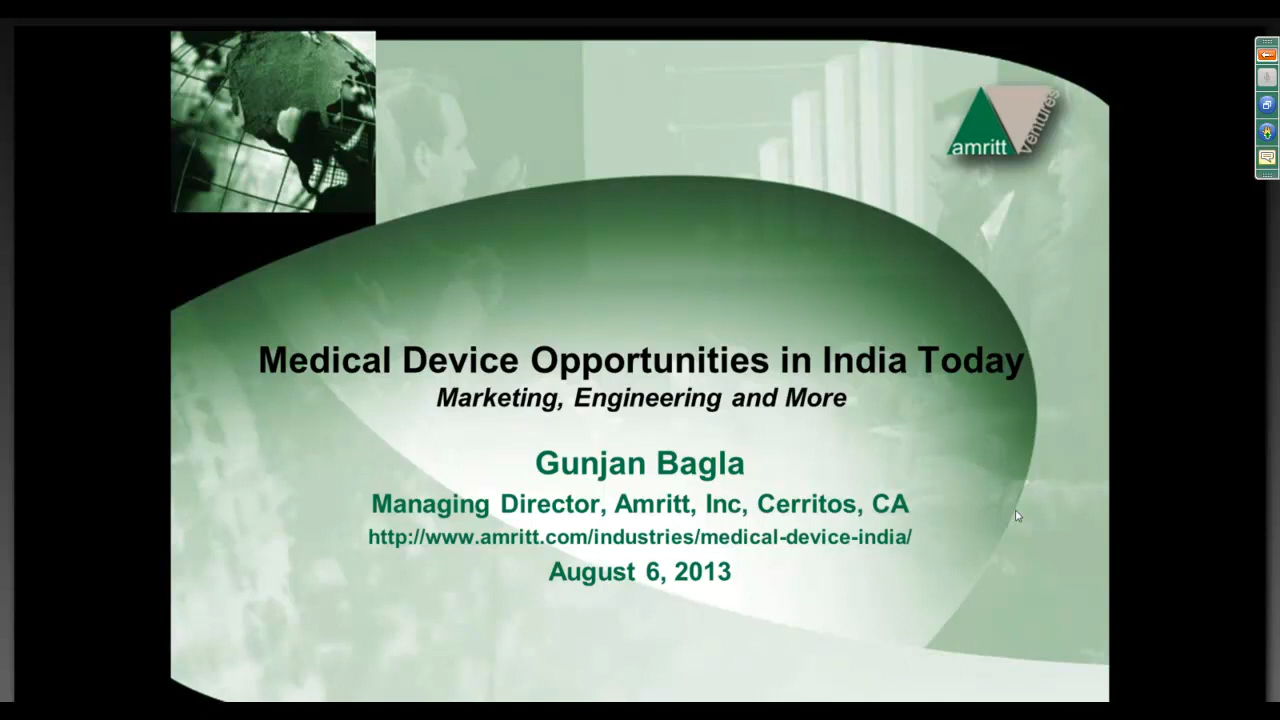 amritt
ventures
Medical Device Opportunities in India Today
Marketing, Engineering and More
Gunjan Bagla
Managing Director, Amritt, Inc, Cerritos, CA
http://www.amritt.com/industries/medical-device-india/
August 6, 2013